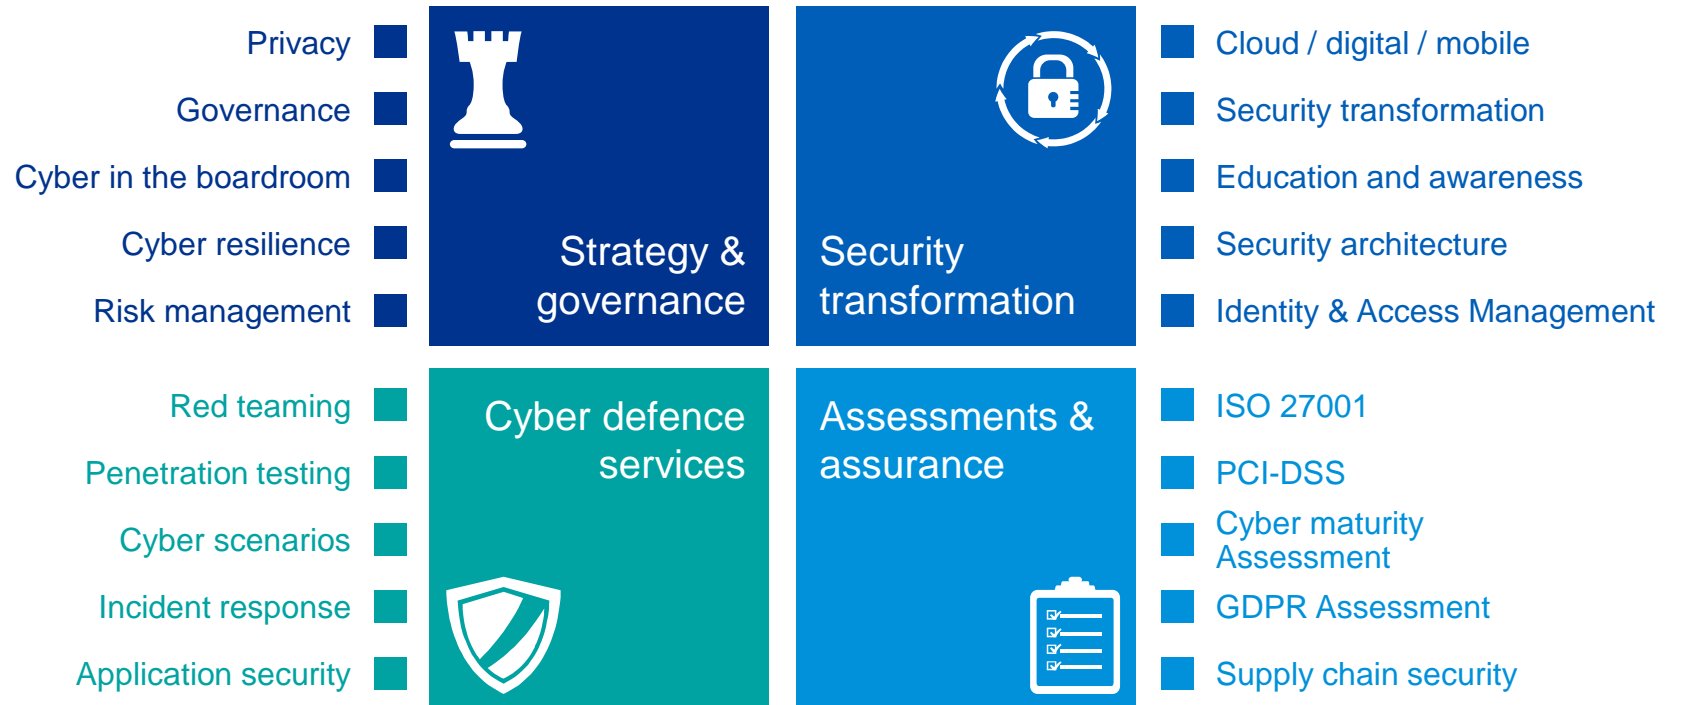 Privacy
Governance
Cyber in the boardroom
Cyber resilience
Risk management
Strategy &
governance
Security
transformation
Cloud / digital / mobile
Security transformation
Education and awareness
Security architecture
Identity & Access Management
Red teaming
Penetration testing
Cyber scenarios
Incident response
Application security
Cyber defence
services
Assessments &
assurance
ISO 27001
PCI-DSS
Cyber maturity
Assessment
GDPR Assessment
Supply chain security